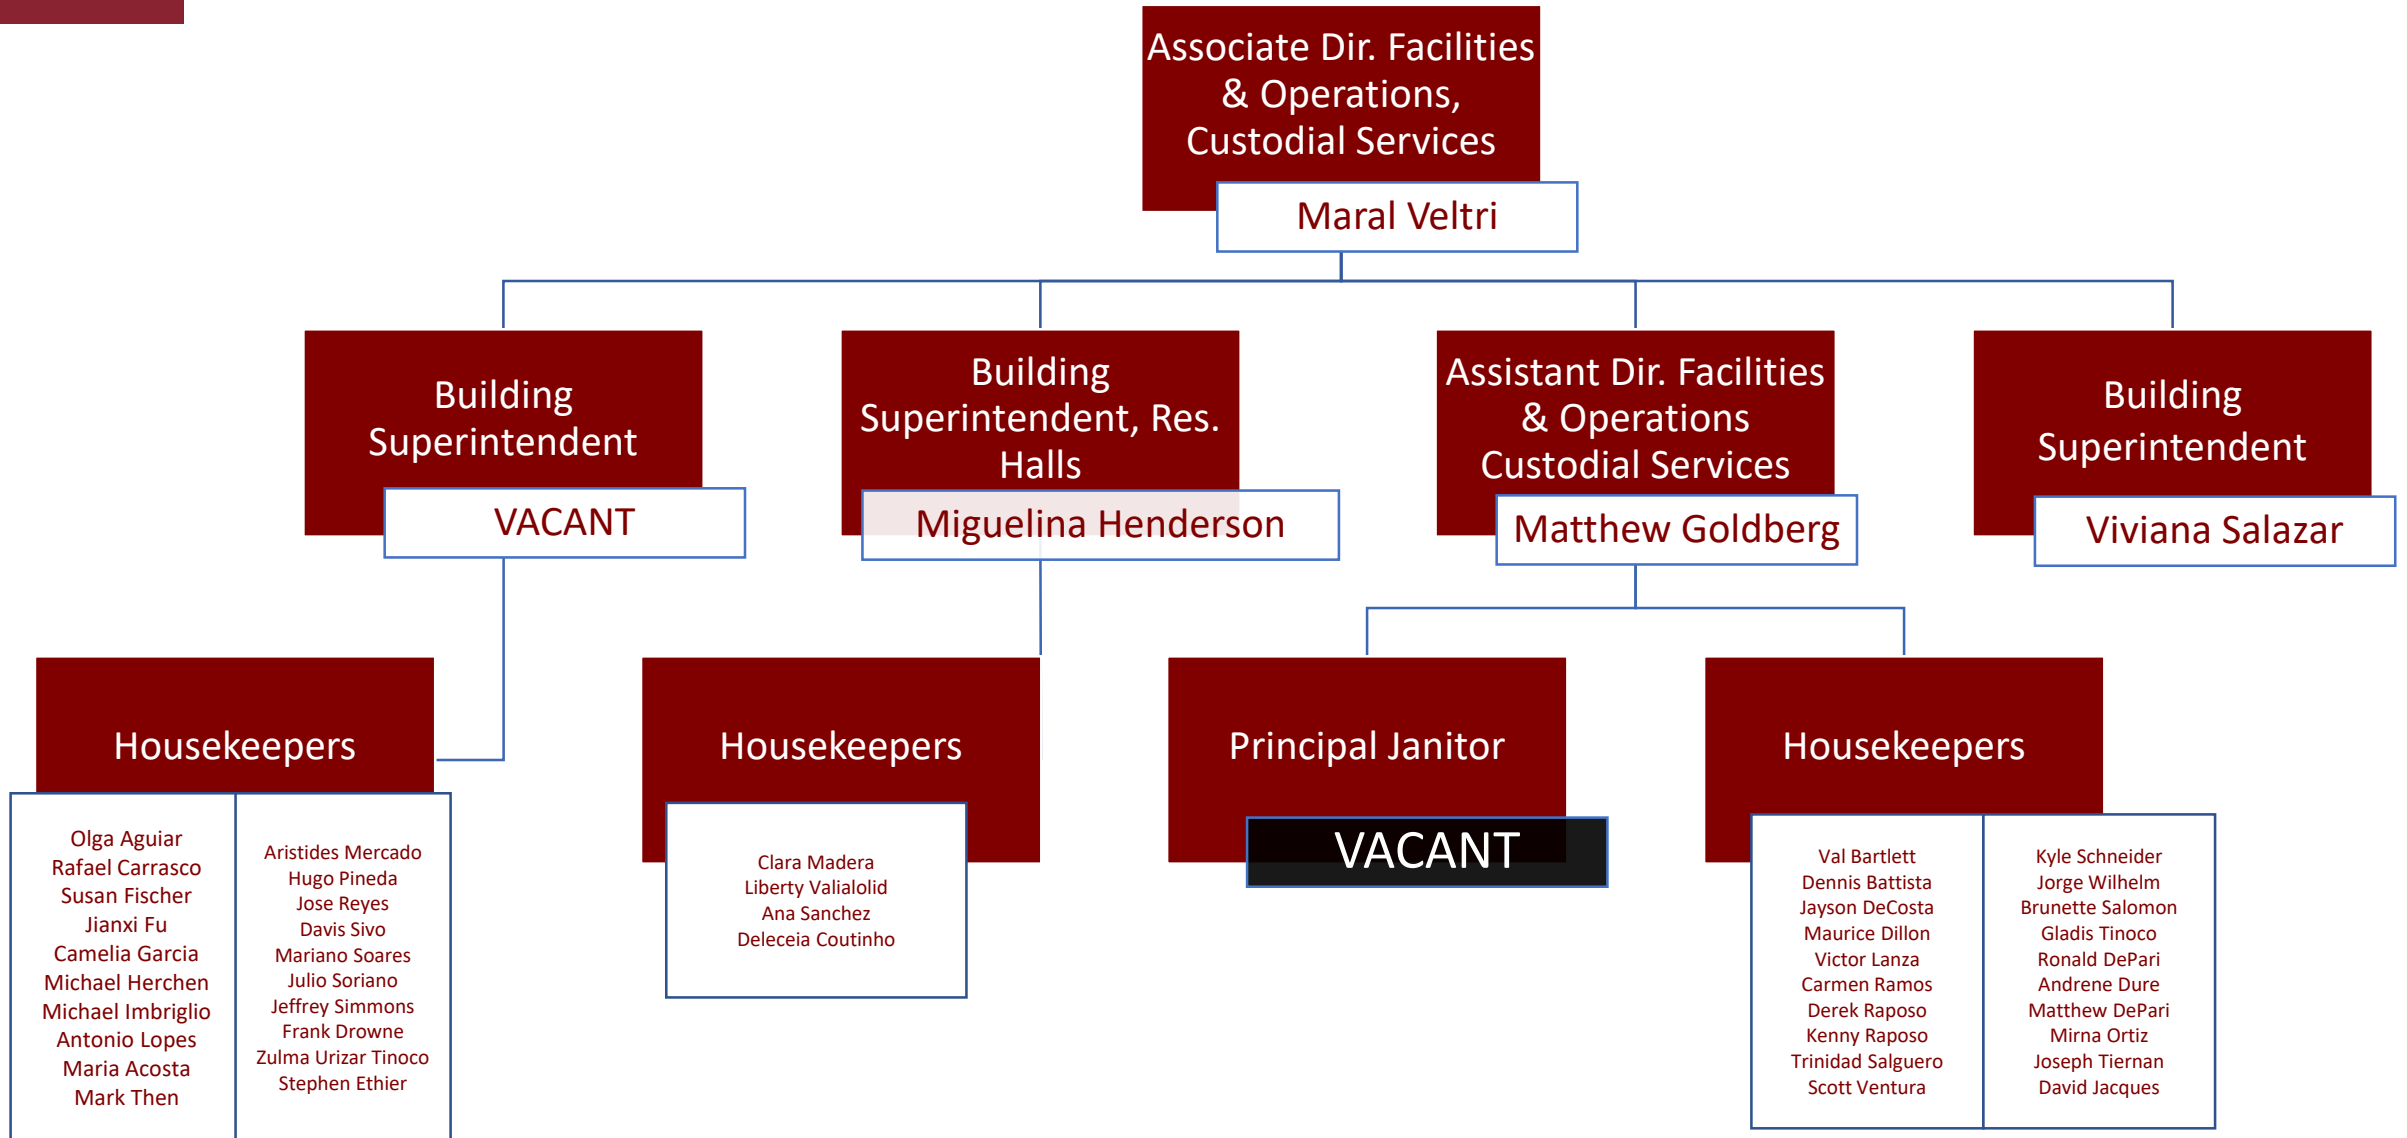 Associate Dir. Facilities
& Operations,
Custodial Services
Maral Veltri
Building
Superintendent
VACANT
Building
Superintendent, Res.
Halls
Miguelina Henderson
Assistant Dir. Facilities
& Operations
Custodial Services
Matthew Goldberg
Building
Superintendent
Viviana Salazar
Housekeepers
Olga Aguiar
Rafael Carrasco
Susan Fischer
Jianxi Fu
Camelia Garcia
Michael Herchen
Michael Imbriglio
Antonio Lopes
Maria Acosta
Mark Then
Aristides Mercado
Hugo Pineda
Jose Reyes
Davis Sivo
Mariano Soares
Julio Soriano
Jeffrey Simmons
Frank Drowne
Zulma Urizar Tinoco
Stephen Ethier
Housekeepers
Clara Madera
Liberty Valialolid
Ana Sanchez
Deleceia Coutinho
Principal Janitor
VACANT
Housekeepers
Val Bartlett
Dennis Battista
Jayson DeCosta
Maurice Dillon
Victor Lanza
Carmen Ramos
Derek Raposo
Kenny Raposo
Trinidad Salguero
Scott Ventura
Kyle Schneider
Jorge Wilhelm
Brunette Salomon
Gladis Tinoco
Ronald DePari
Andrene Dure
Matthew DePari
Mirna Ortiz
Joseph Tiernan
David Jacques